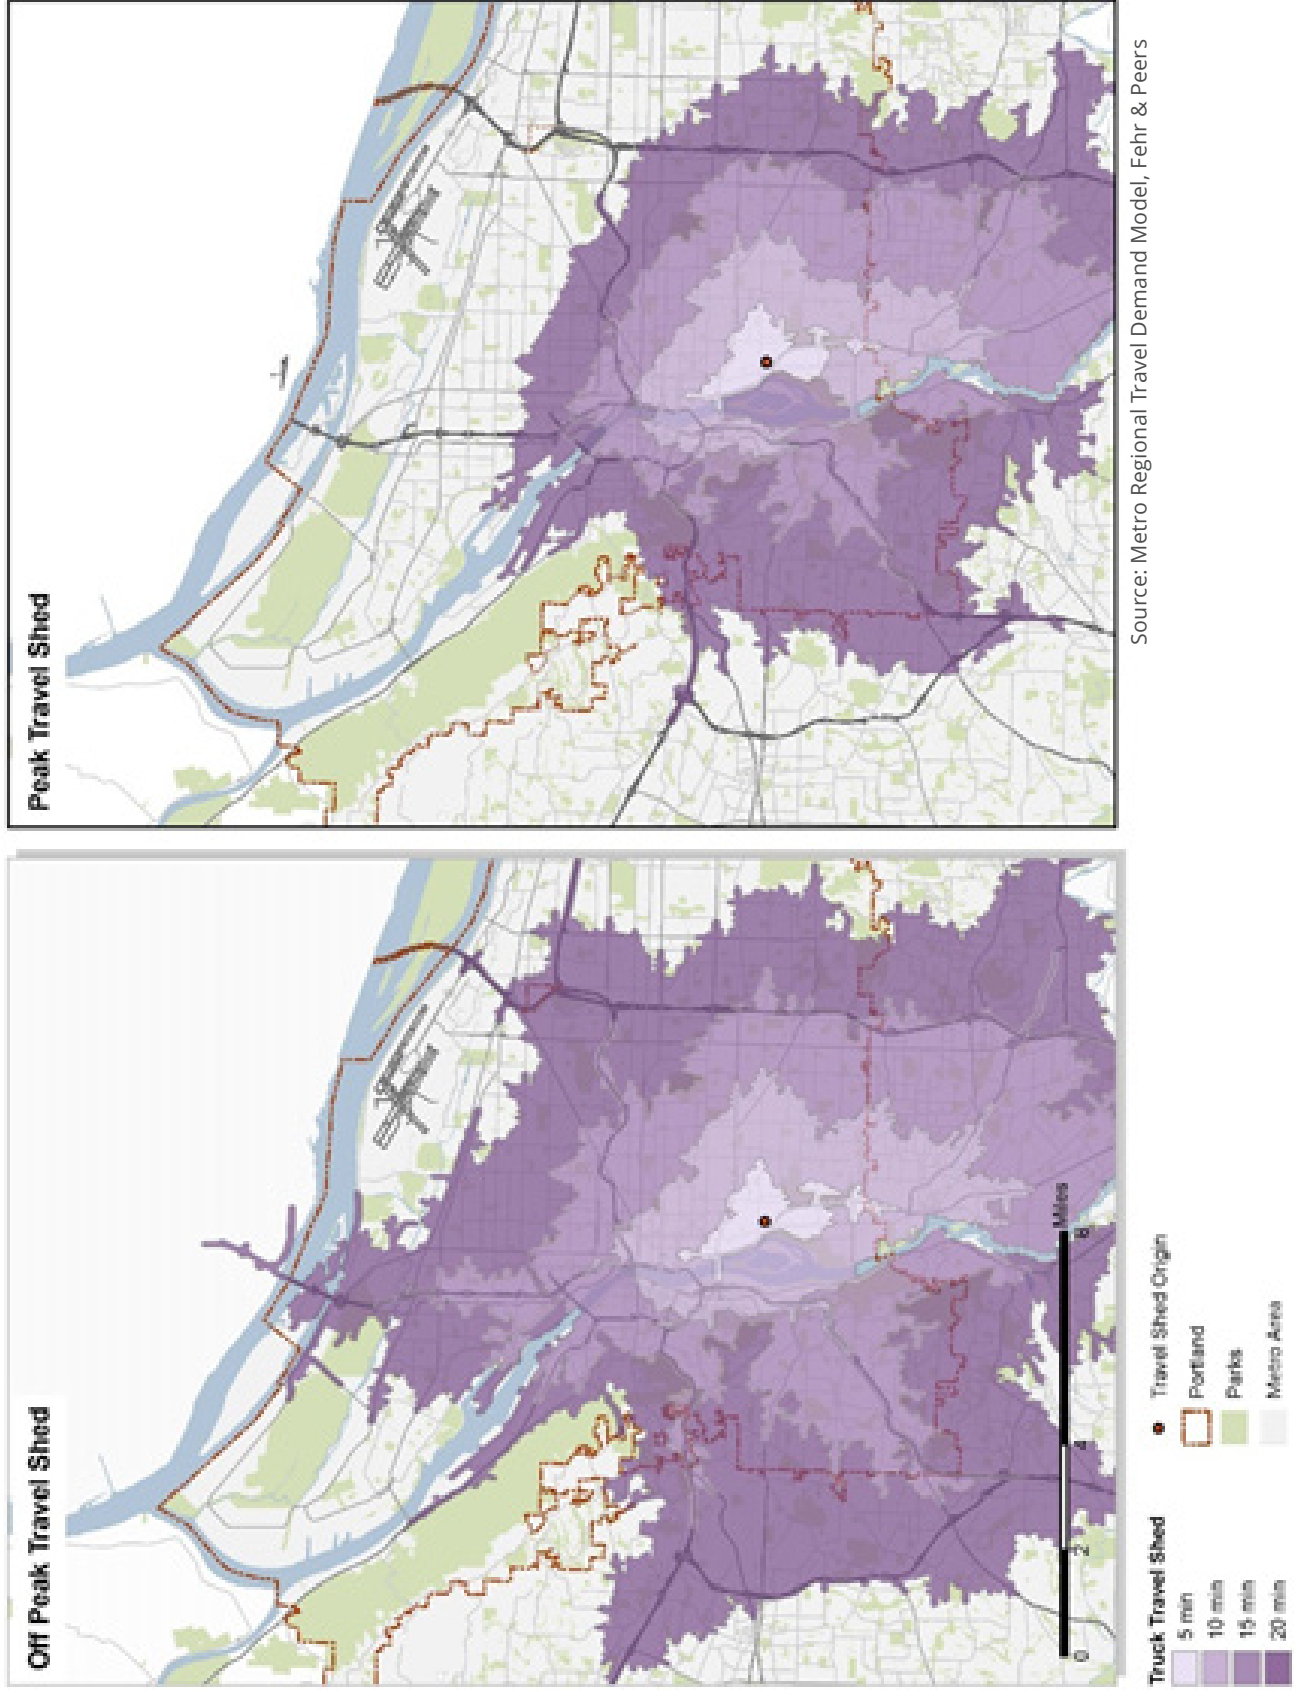 Off Peak Travel Shed
Peak Travel Shed
0 2 4 8
Miles
Truck Travel Shed
5 min
10 min
15 min
20 min
Travel Shed Origin
Portland
Parks
Metro Area
Source: Metro Regional Travel Demand Model, Fehr & Peers